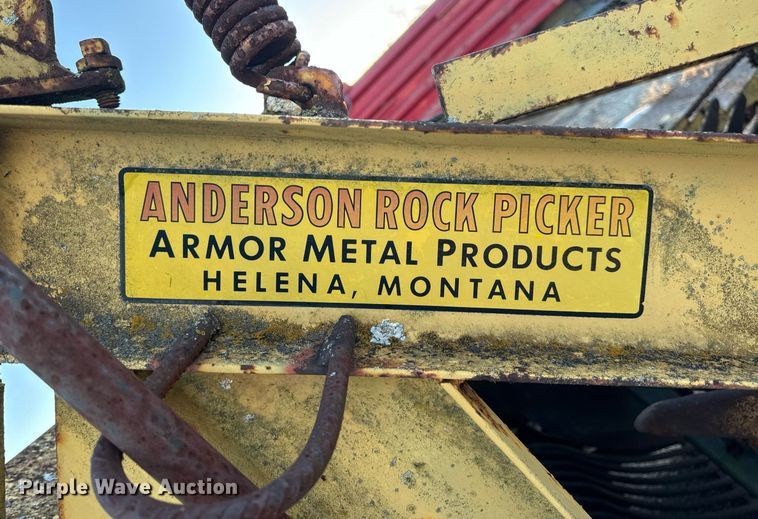 ANDERSON ROCK PICKER
ARMOR METAL PRODUCTS
HELENA, MONTANA
Purple Wave Auction